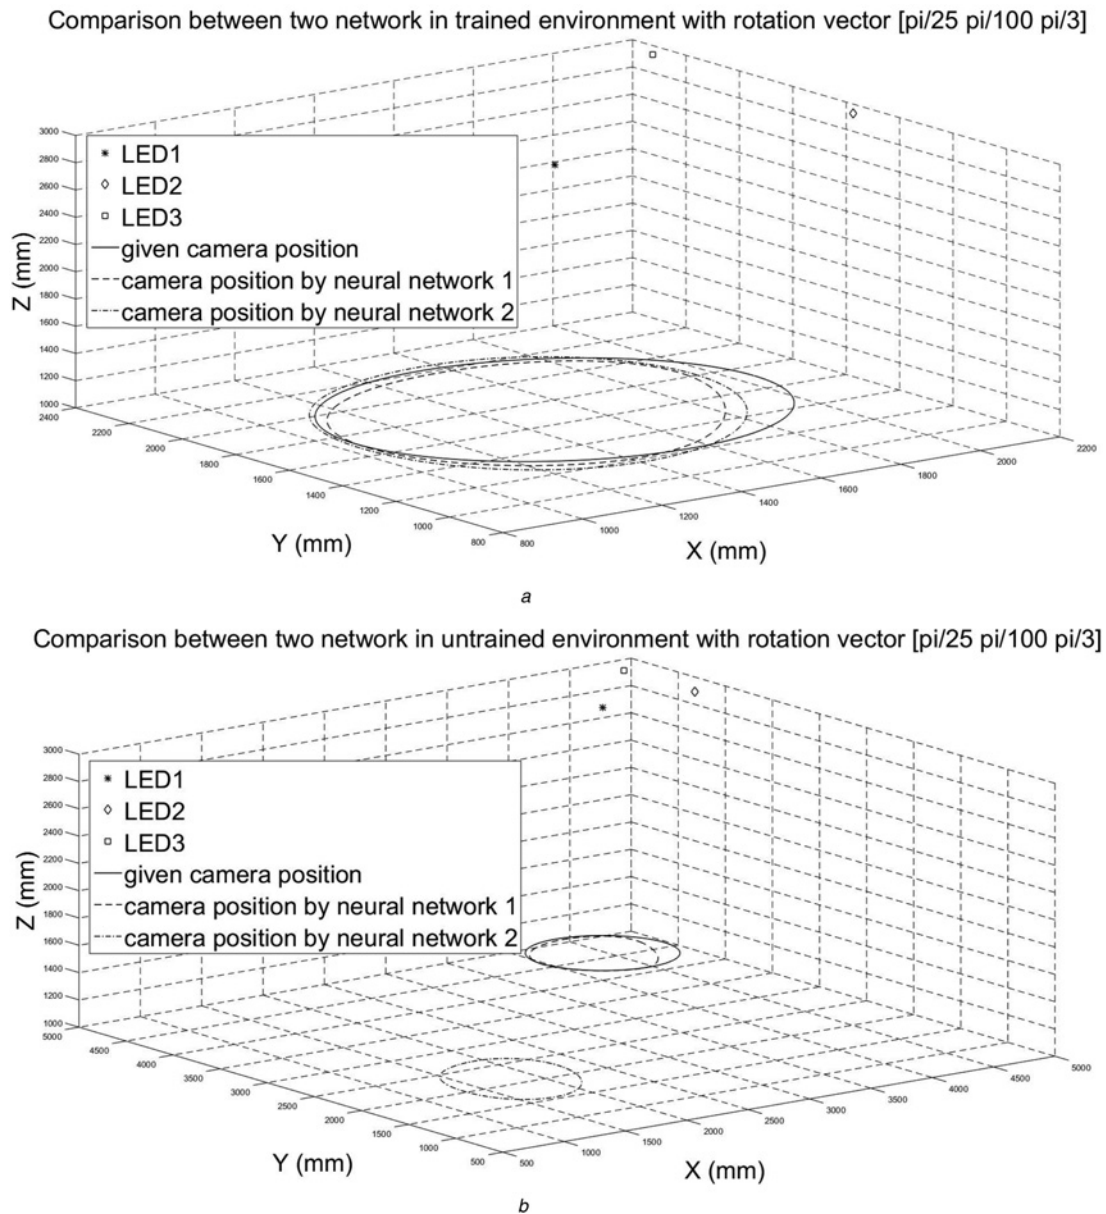 Comparison between two network in trained environment with rotation vector [pi/25 pi/100 pi/3]
3000
2800
2600
2400
2200
2000
1800
1600
1400
1200
1000
Z (mm)
LED1
LED2
LED3
given camera position
camera position by neural network 1
camera position by neural network 2
2400
2200
2000
1800
1600
1400
1200
1000
800
Y (mm)
800
1000
1200
1400
1600
1800
2000
2200
X (mm)
a
Comparison between two network in untrained environment with rotation vector [pi/25 pi/100 pi/3]
3000
2800
2600
2400
2200
2000
1800
1600
1400
1200
1000
Z (mm)
LED1
LED2
LED3
given camera position
camera position by neural network 1
camera position by neural network 2
5000
4500
4000
3500
3000
2500
2000
1500
1000
500
Y (mm)
500
1000
1500
2000
2500
3000
3500
4000
4500
5000
X (mm)
b